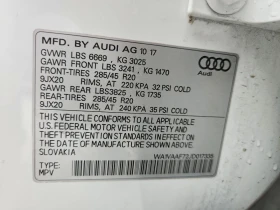 MFD. BY AUDI AG 10 17
GVWR LBS 6669 , KG 3025
GAWR FRONT LBS 3241 , KG 1470
FRONT-TIRES: 285/45 R20
9JX20 RIMS, AT 220 KPA 32 PSI COLD
GAWR REAR LBS3825 , KG 1735
REAR-TIRES: 285/45 R20
9JX20 RIMS, AT 240 KPA 35 PSI COLD
THIS VEHICLE CONFORMS TO ALL APPLICABLE
U.S. FEDERAL MOTOR VEHICLE SAFETY
STANDARDS IN EFFECT ON THE DATE OF
MANUFACTURE SHOWN ABOVE.
TYPE:
MPV
SLOVAKIA
Audi